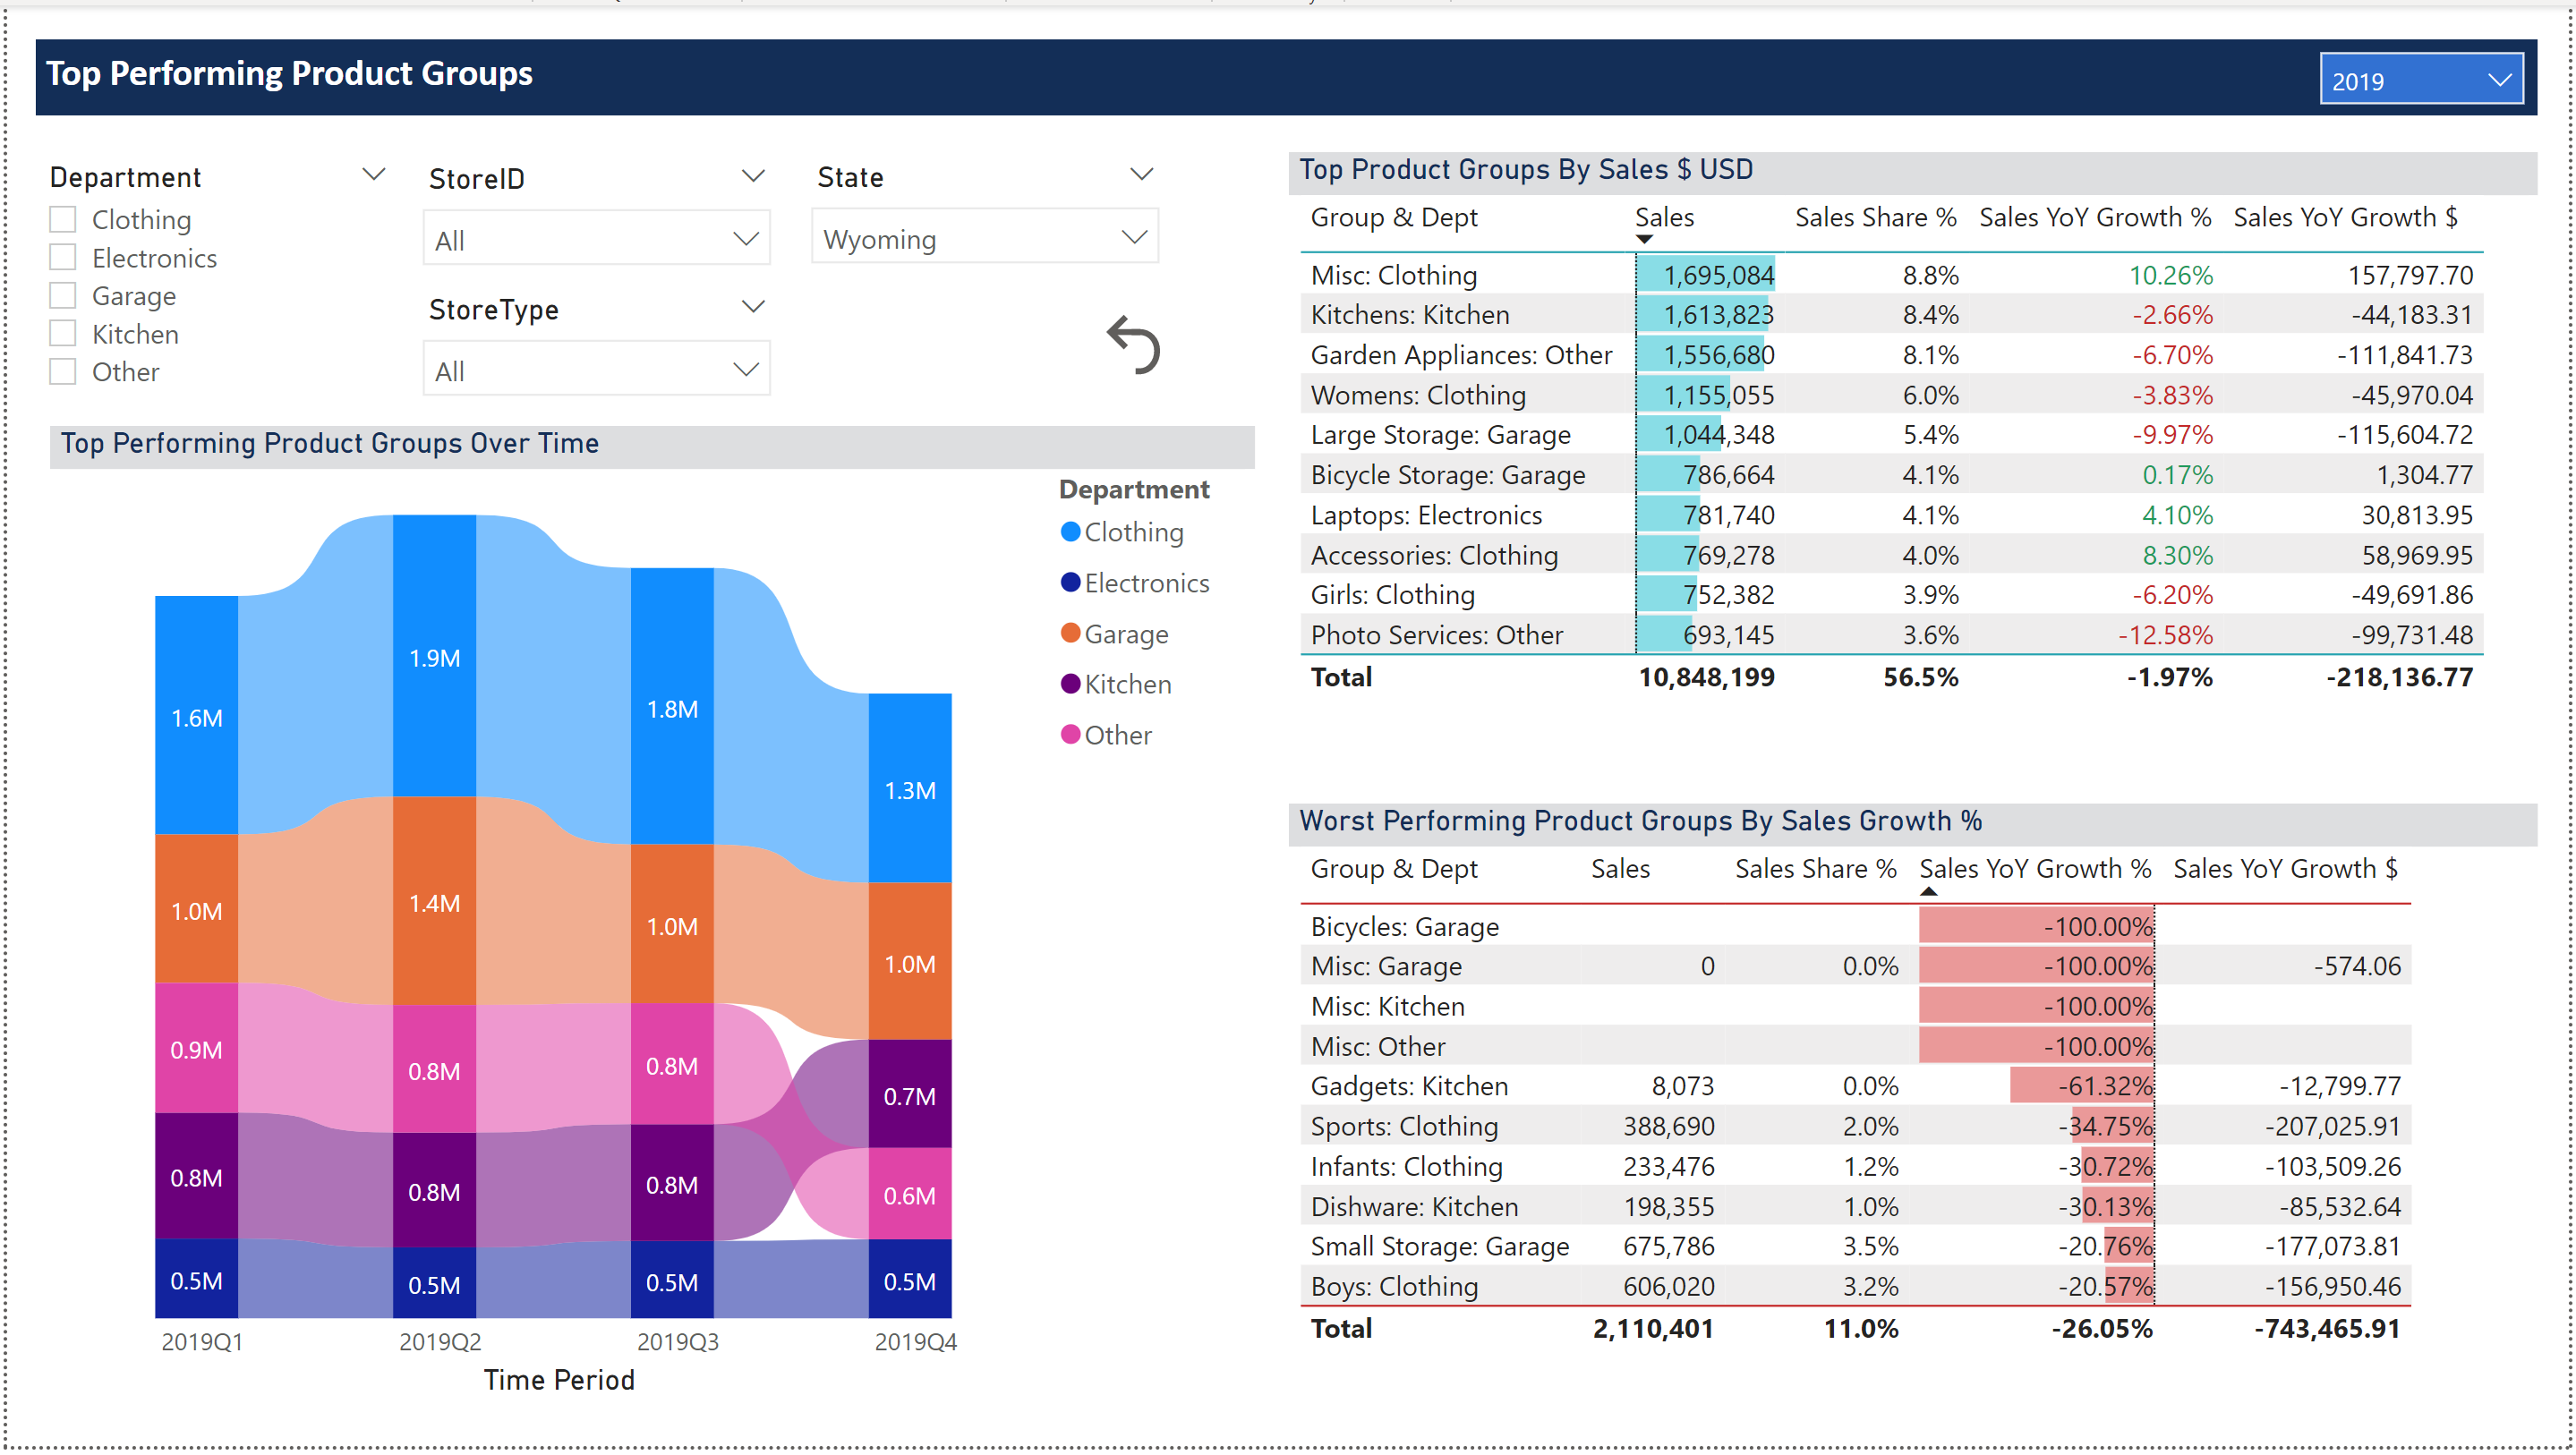 Top Performing Product Groups
2019
Department
Clothing
Electronics
Garage
Kitchen
Other
StoreID
All
StoreType
All
State
Wyoming
Top Performing Product Groups Over Time
Department
Clothing
Electronics
Garage
Kitchen
Other
1.6M
1.0M
0.9M
0.8M
0.5M
1.9M
1.4M
0.8M
0.8M
0.5M
1.8M
1.0M
0.8M
0.8M
0.5M
1.3M
1.0M
0.7M
0.6M
0.5M
2019Q1 2019Q2 2019Q3 2019Q4
Time Period
Top Product Groups By Sales $ USD
Group & Dept Sales Sales Share % Sales YoY Growth % Sales YoY Growth $
Misc: Clothing 1,695,084 8.8% 10.26% 157,797.70
Kitchens: Kitchen 1,613,823 8.4% -2.66% -44,183.31
Garden Appliances: Other 1,556,680 8.1% -6.70% -111,841.73
Womens: Clothing 1,155,055 6.0% -3.83% -45,970.04
Large Storage: Garage 1,044,348 5.4% -9.97% -115,604.72
Bicycle Storage: Garage 786,664 4.1% 0.17% 1,304.77
Laptops: Electronics 781,740 4.1% 4.10% 30,813.95
Accessories: Clothing 769,278 4.0% 8.30% 58,969.95
Girls: Clothing 752,382 3.9% -6.20% -49,691.86
Photo Services: Other 693,145 3.6% -12.58% -99,731.48
Total 10,848,199 56.5% -1.97% -218,136.77
Worst Performing Product Groups By Sales Growth %
Group & Dept Sales Sales Share % Sales YoY Growth % Sales YoY Growth $
Bicycles: Garage -100.00%
Misc: Garage 0 0.0% -100.00% -574.06
Misc: Kitchen -100.00%
Misc: Other -100.00%
Gadgets: Kitchen 8,073 0.0% -61.32% -12,799.77
Sports: Clothing 388,690 2.0% -34.75% -207,025.91
Infants: Clothing 233,476 1.2% -30.72% -103,509.26
Dishware: Kitchen 198,355 1.0% -30.13% -85,532.64
Small Storage: Garage 675,786 3.5% -20.76% -177,073.81
Boys: Clothing 606,020 3.2% -20.57% -156,950.46
Total 2,110,401 11.0% -26.05% -743,465.91